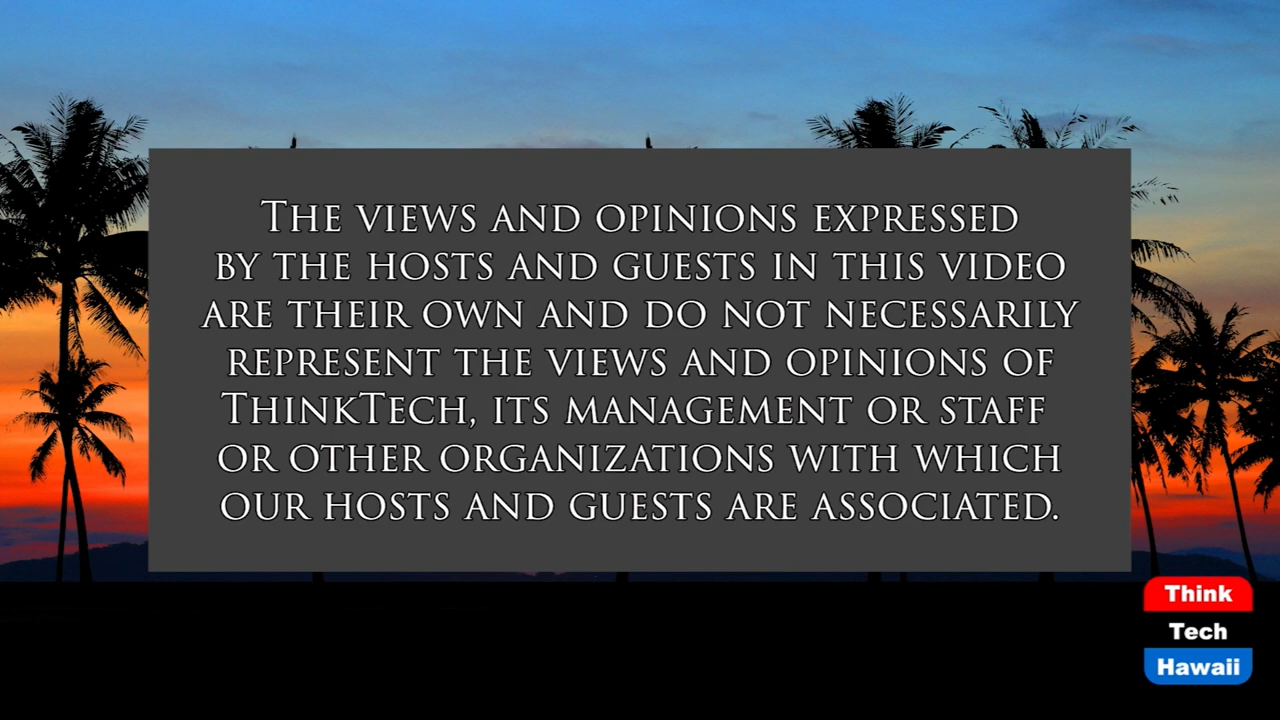 The views and opinions expressed
by the hosts and guests in this video
are their own and do not necessarily
represent the views and opinions of
ThinkTech, its management or staff
or other organizations with which
our hosts and guests are associated.
Think
Tech
Hawaii